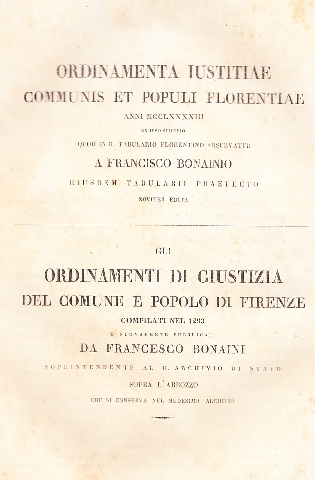 ORDINAMENTA IUSTITIAE
COMMUNIS ET POPULI FLORENTIAE
ANNI MCCLXXXXIII
QUOD IN R. TABULARIO FLORENTINO OBSERVATUR
A FRANCISCO BONAINIO
EIUSDEM TABULARII PRAEFECTO
NOVITER EDITA
GLI
ORDINAMENTI DI GIUSTIZIA
DEL COMUNE E POPOLO DI FIRENZE
COMPILATI NEL 1293
E NUOVAMENTE PUBBLICATI
DA FRANCESCO BONAINI
SOPRINTENDENTE AL R. ARCHIVIO DI STATO
SOPRA L'ABBOZZO
CHE SI CONSERVA NEL MEDESIMO ARCHIVIO